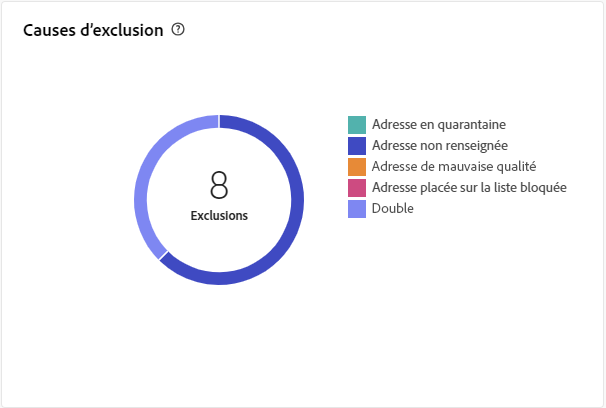 Causes d’exclusion ?
8
Exclusions
Adresse en quarantaine
Adresse non renseignée
Adresse de mauvaise qualité
Adresse placée sur la liste bloquée
Double